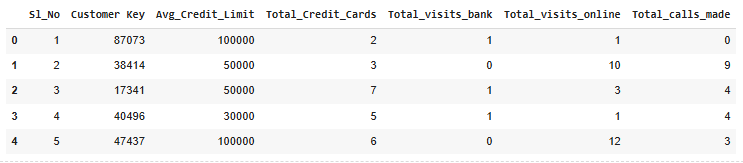 Sl_No Customer Key Avg_Credit_Limit Total_Credit_Cards Total_visits_bank Total_visits_online Total_calls_made
0 1 87073 100000 2 1 1 0
1 2 38414 50000 3 0 10 9
2 3 17341 50000 7 1 3 4
3 4 40496 30000 5 1 1 4
4 5 47437 100000 6 0 12 3